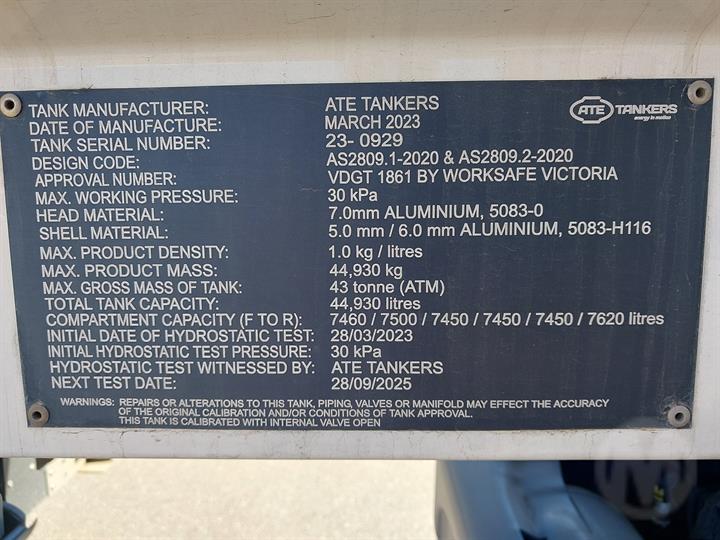 TANK MANUFACTURER: ATE TANKERS
DATE OF MANUFACTURE: MARCH 2023
TANK SERIAL NUMBER: 23- 0929
DESIGN CODE: AS2809.1-2020 & AS2809.2-2020
APPROVAL NUMBER: VDGT 1861 BY WORKSAFE VICTORIA
MAX. WORKING PRESSURE: 30 kPa
HEAD MATERIAL: 7.0mm ALUMINIUM, 5083-0
SHELL MATERIAL: 5.0 mm / 6.0 mm ALUMINIUM, 5083-H116
MAX. PRODUCT DENSITY: 1.0 kg / litres
MAX. PRODUCT MASS: 44,930 kg
MAX. GROSS MASS OF TANK: 43 tonne (ATM)
TOTAL TANK CAPACITY: 44,930 litres
COMPARTMENT CAPACITY (F TO R): 7460 / 7500 / 7450 / 7450 / 7450 / 7620 litres
INITIAL DATE OF HYDROSTATIC TEST: 28/03/2023
INITIAL HYDROSTATIC TEST PRESSURE: 30 kPa
HYDROSTATIC TEST WITNESSED BY: ATE TANKERS
NEXT TEST DATE: 28/09/2025
WARNINGS: REPAIRS OR ALTERATIONS TO THIS TANK, PIPING, VALVES OR MANIFOLD MAY EFFECT THE ACCURACY
OF THE ORIGINAL CALIBRATION AND/OR CONDITIONS OF TANK APPROVAL.
THIS TANK IS CALIBRATED WITH INTERNAL VALVE OPEN
ATE TANKERS
energy in motion
M